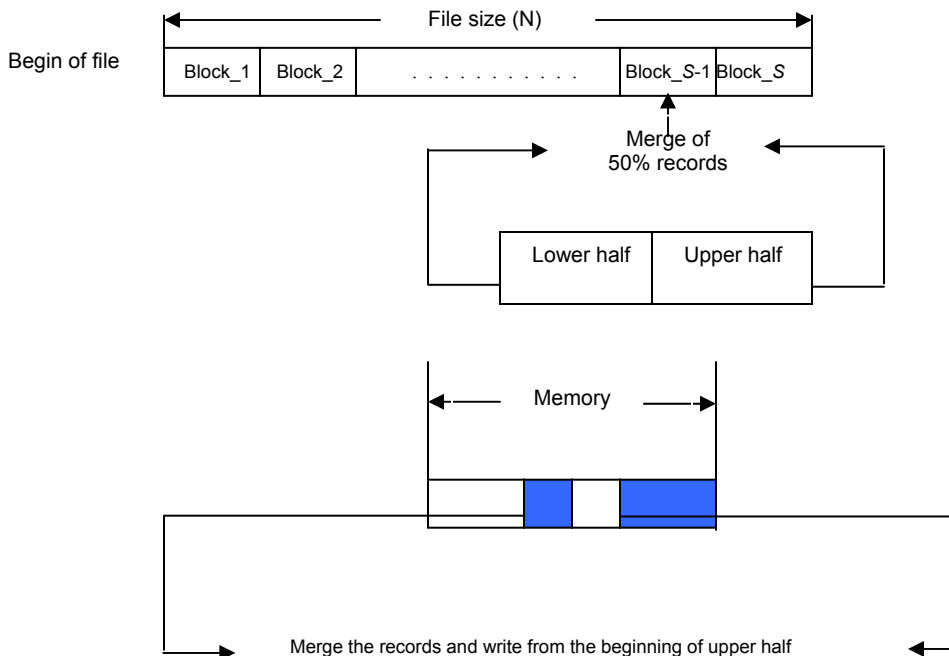 File size (N)
Begin of file
Block_1 Block_2 . . . . . . . . . . . Block_S-1 Block_S
Merge of
50% records
Lower half Upper half
Memory
Merge the records and write from the beginning of upper half